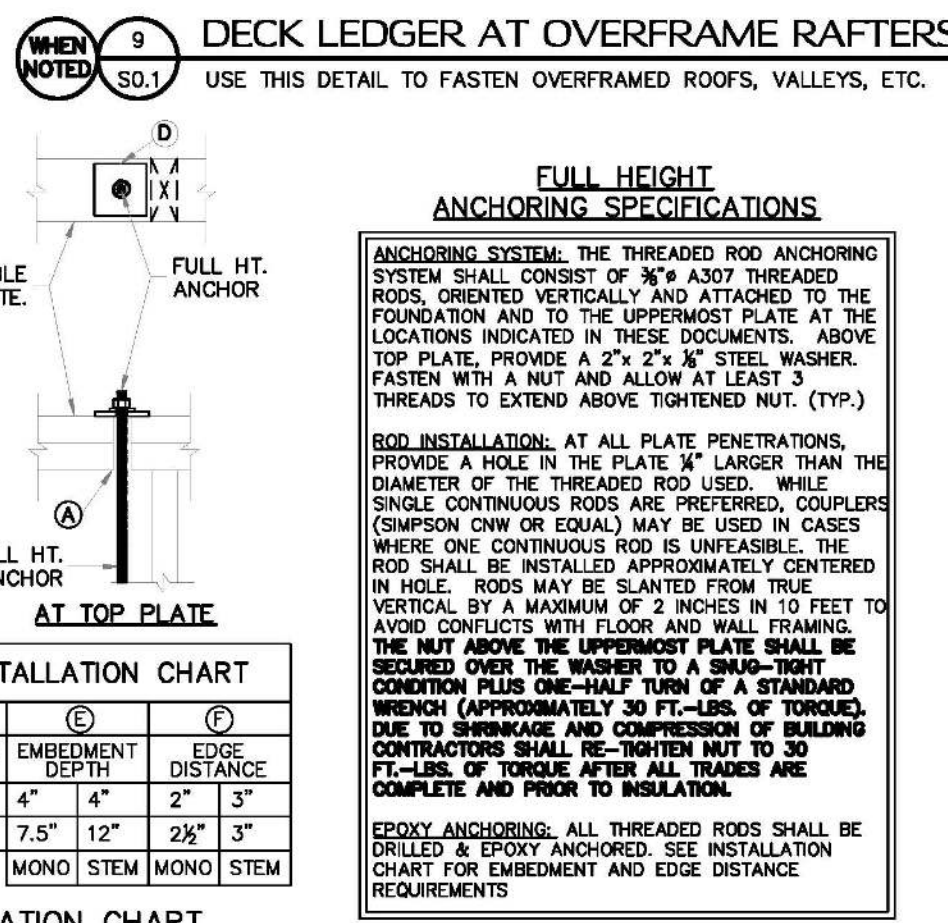 WHEN NOTED
9
S0.1
DECK LEDGER AT OVERFRAME RAFTERS
USE THIS DETAIL TO FASTEN OVERFRAMED ROOFS, VALLEYS, ETC.
D
X
FULL HT.
ANCHOR
A
AT TOP PLATE
CHART
E
F
EMBEDMENT
DEPTH
EDGE
DISTANCE
4" 4" 2" 3"
7.5" 12" 2½" 3"
MONO STEM MONO STEM
CHART
FULL HEIGHT
ANCHORING SPECIFICATIONS
ANCHORING SYSTEM: THE THREADED ROD ANCHORING
SYSTEM SHALL CONSIST OF ⅜"ø A307 THREADED
RODS, ORIENTED VERTICALLY AND ATTACHED TO THE
FOUNDATION AND TO THE UPPERMOST PLATE AT THE
LOCATIONS INDICATED IN THESE DOCUMENTS. ABOVE
TOP PLATE, PROVIDE A 2"x 2"x ⅛" STEEL WASHER.
FASTEN WITH A NUT AND ALLOW AT LEAST 3
THREADS TO EXTEND ABOVE TIGHTENED NUT. (TYP.)
ROD INSTALLATION: AT ALL PLATE PENETRATIONS,
PROVIDE A HOLE IN THE PLATE ¼" LARGER THAN THE
DIAMETER OF THE THREADED ROD USED. WHILE
SINGLE CONTINUOUS RODS ARE PREFERRED, COUPLERS
(SIMPSON CNW OR EQUAL) MAY BE USED IN CASES
WHERE ONE CONTINUOUS ROD IS UNFEASIBLE. THE
ROD SHALL BE INSTALLED APPROXIMATELY CENTERED
IN HOLE. RODS MAY BE SLANTED FROM TRUE
VERTICAL BY A MAXIMUM OF 2 INCHES IN 10 FEET TO
AVOID CONFLICTS WITH FLOOR AND WALL FRAMING.
THE NUT ABOVE THE UPPERMOST PLATE SHALL BE
SECURED OVER THE WASHER TO A SNUG-TIGHT
CONDITION PLUS ONE-HALF TURN OF A STANDARD
WRENCH (APPROXIMATELY 30 FT.-LBS. OF TORQUE).
DUE TO SHRINKAGE AND COMPRESSION OF BUILDING
CONTRACTORS SHALL RE-TIGHTEN NUT TO 30
FT.-LBS. OF TORQUE AFTER ALL TRADES ARE
COMPLETE AND PRIOR TO INSULATION.
EPOXY ANCHORING: ALL THREADED RODS SHALL BE
DRILLED & EPOXY ANCHORED. SEE INSTALLATION
CHART FOR EMBEDMENT AND EDGE DISTANCE
REQUIREMENTS